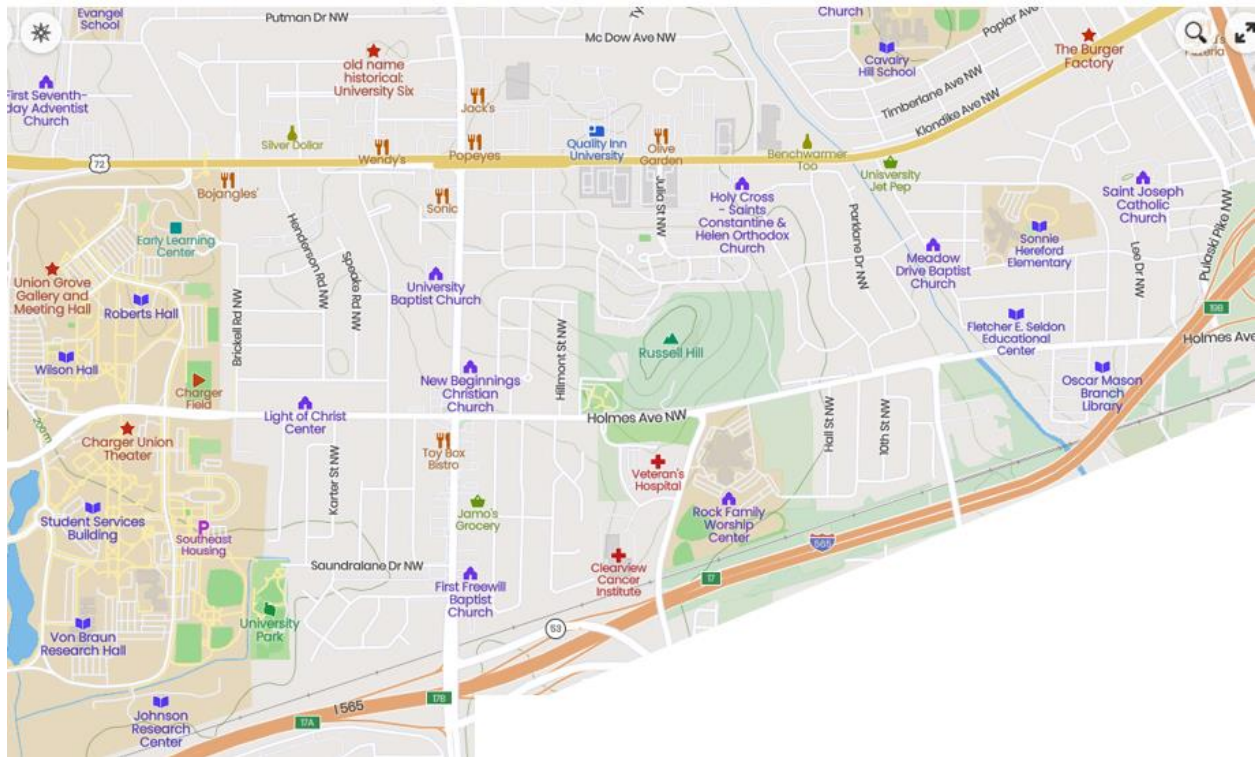 Evangel
School
Putman Dr NW
Mc Dow Ave NW
Church
Poplar Ave
Cavalry
Hill School
The Burger
Factory
old name
historical:
University Six
First Seventh-
day Adventist
Church
Jack's
Timberlane Ave NW
Klondike Ave NW
Silver Dollar
Wendy's
Popeyes
Quality Inn
University
Olive
Garden
Benchwarmer
Too
72
Unisversity
Jet Pep
Bojangles'
Sonic
Julia St NW
Holy Cross
- Saints
Constantine &
Helen Orthodox
Church
Saint Joseph
Catholic
Church
Early Learning
Center
Henderson Rd NW
Speake Rd NW
Parklane Dr NW
Meadow
Drive Baptist
Church
Sonnie
Hereford
Elementary
Lee Dr NW
Pulaski Pike NW
Union Grove
Gallery and
Meeting Hall
Roberts Hall
University
Baptist Church
19B
Brickell Rd NW
Hillmont St NW
Russell Hill
Fletcher E. Seldon
Educational
Center
Holmes Ave
Wilson Hall
Charger
Field
New Beginnings
Christian
Church
Oscar Mason
Branch
Library
Light of Christ
Center
Holmes Ave NW
Hall St NW
10th St NW
200 m
Charger Union
Theater
Toy Box
Bistro
Karter St NW
Veteran's
Hospital
Student Services
Building
P
Southeast
Housing
Jamo's
Grocery
Rock Family
Worship
Center
565
Saundralane Dr NW
Clearview
Cancer
Institute
17
First Freewill
Baptist
Church
University
Park
53
Von Braun
Research Hall
17B
I 565
17A
Johnson
Research
Center